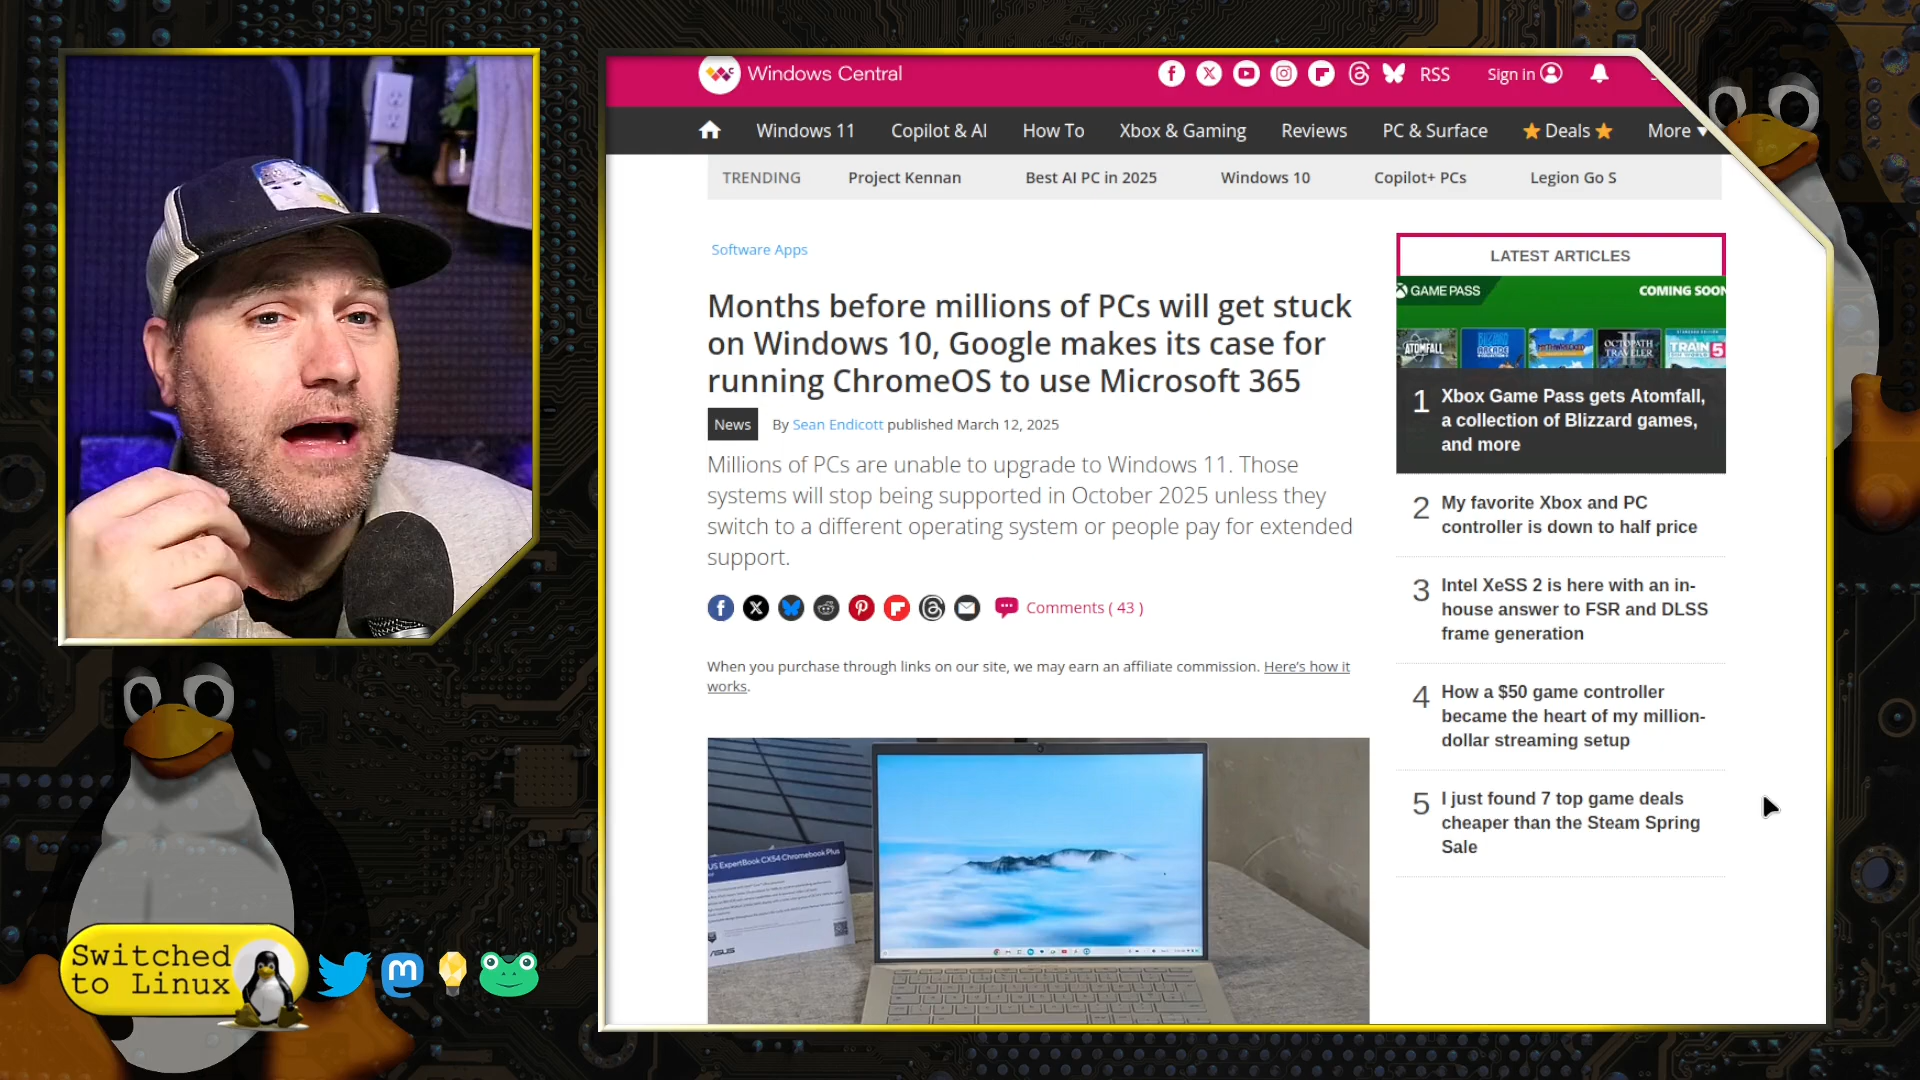 Windows Central
RSS
Sign in
Windows 11
Copilot & AI
How To
Xbox & Gaming
Reviews
PC & Surface
Deals
More
TRENDING
Project Kennan
Best AI PC in 2025
Windows 10
Copilot+ PCs
Legion Go S
Software Apps
Months before millions of PCs will get stuck
on Windows 10, Google makes its case for
running ChromeOS to use Microsoft 365
News
By Sean Endicott published March 12, 2025
Millions of PCs are unable to upgrade to Windows 11. Those
systems will stop being supported in October 2025 unless they
switch to a different operating system or people pay for extended
support.
Comments ( 43 )
When you purchase through links on our site, we may earn an affiliate commission. Here's how it
works.
US ExpertBook CX54 Chromebook Plus
ASUS
LATEST ARTICLES
GAME PASS
COMING SOON
ATOMFALL
ARCADE
OCTOPATH
TRAVELER
TRAIN
5
1 Xbox Game Pass gets Atomfall,
a collection of Blizzard games,
and more
2 My favorite Xbox and PC
controller is down to half price
3 Intel XeSS 2 is here with an in-
house answer to FSR and DLSS
frame generation
4 How a $50 game controller
became the heart of my million-
dollar streaming setup
5 I just found 7 top game deals
cheaper than the Steam Spring
Sale
Switched
to Linux